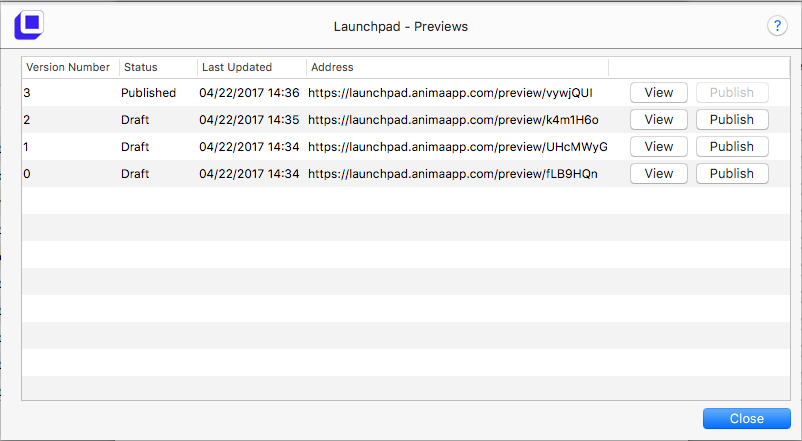 Launchpad - Previews
?
Version Number Status Last Updated Address
3 Published 04/22/2017 14:36 https://launchpad.animaapp.com/preview/vywjQUI View Publish
2 Draft 04/22/2017 14:35 https://launchpad.animaapp.com/preview/k4m1H6o View Publish
1 Draft 04/22/2017 14:34 https://launchpad.animaapp.com/preview/UHcMWyG View Publish
0 Draft 04/22/2017 14:34 https://launchpad.animaapp.com/preview/fLB9HQn View Publish
Close